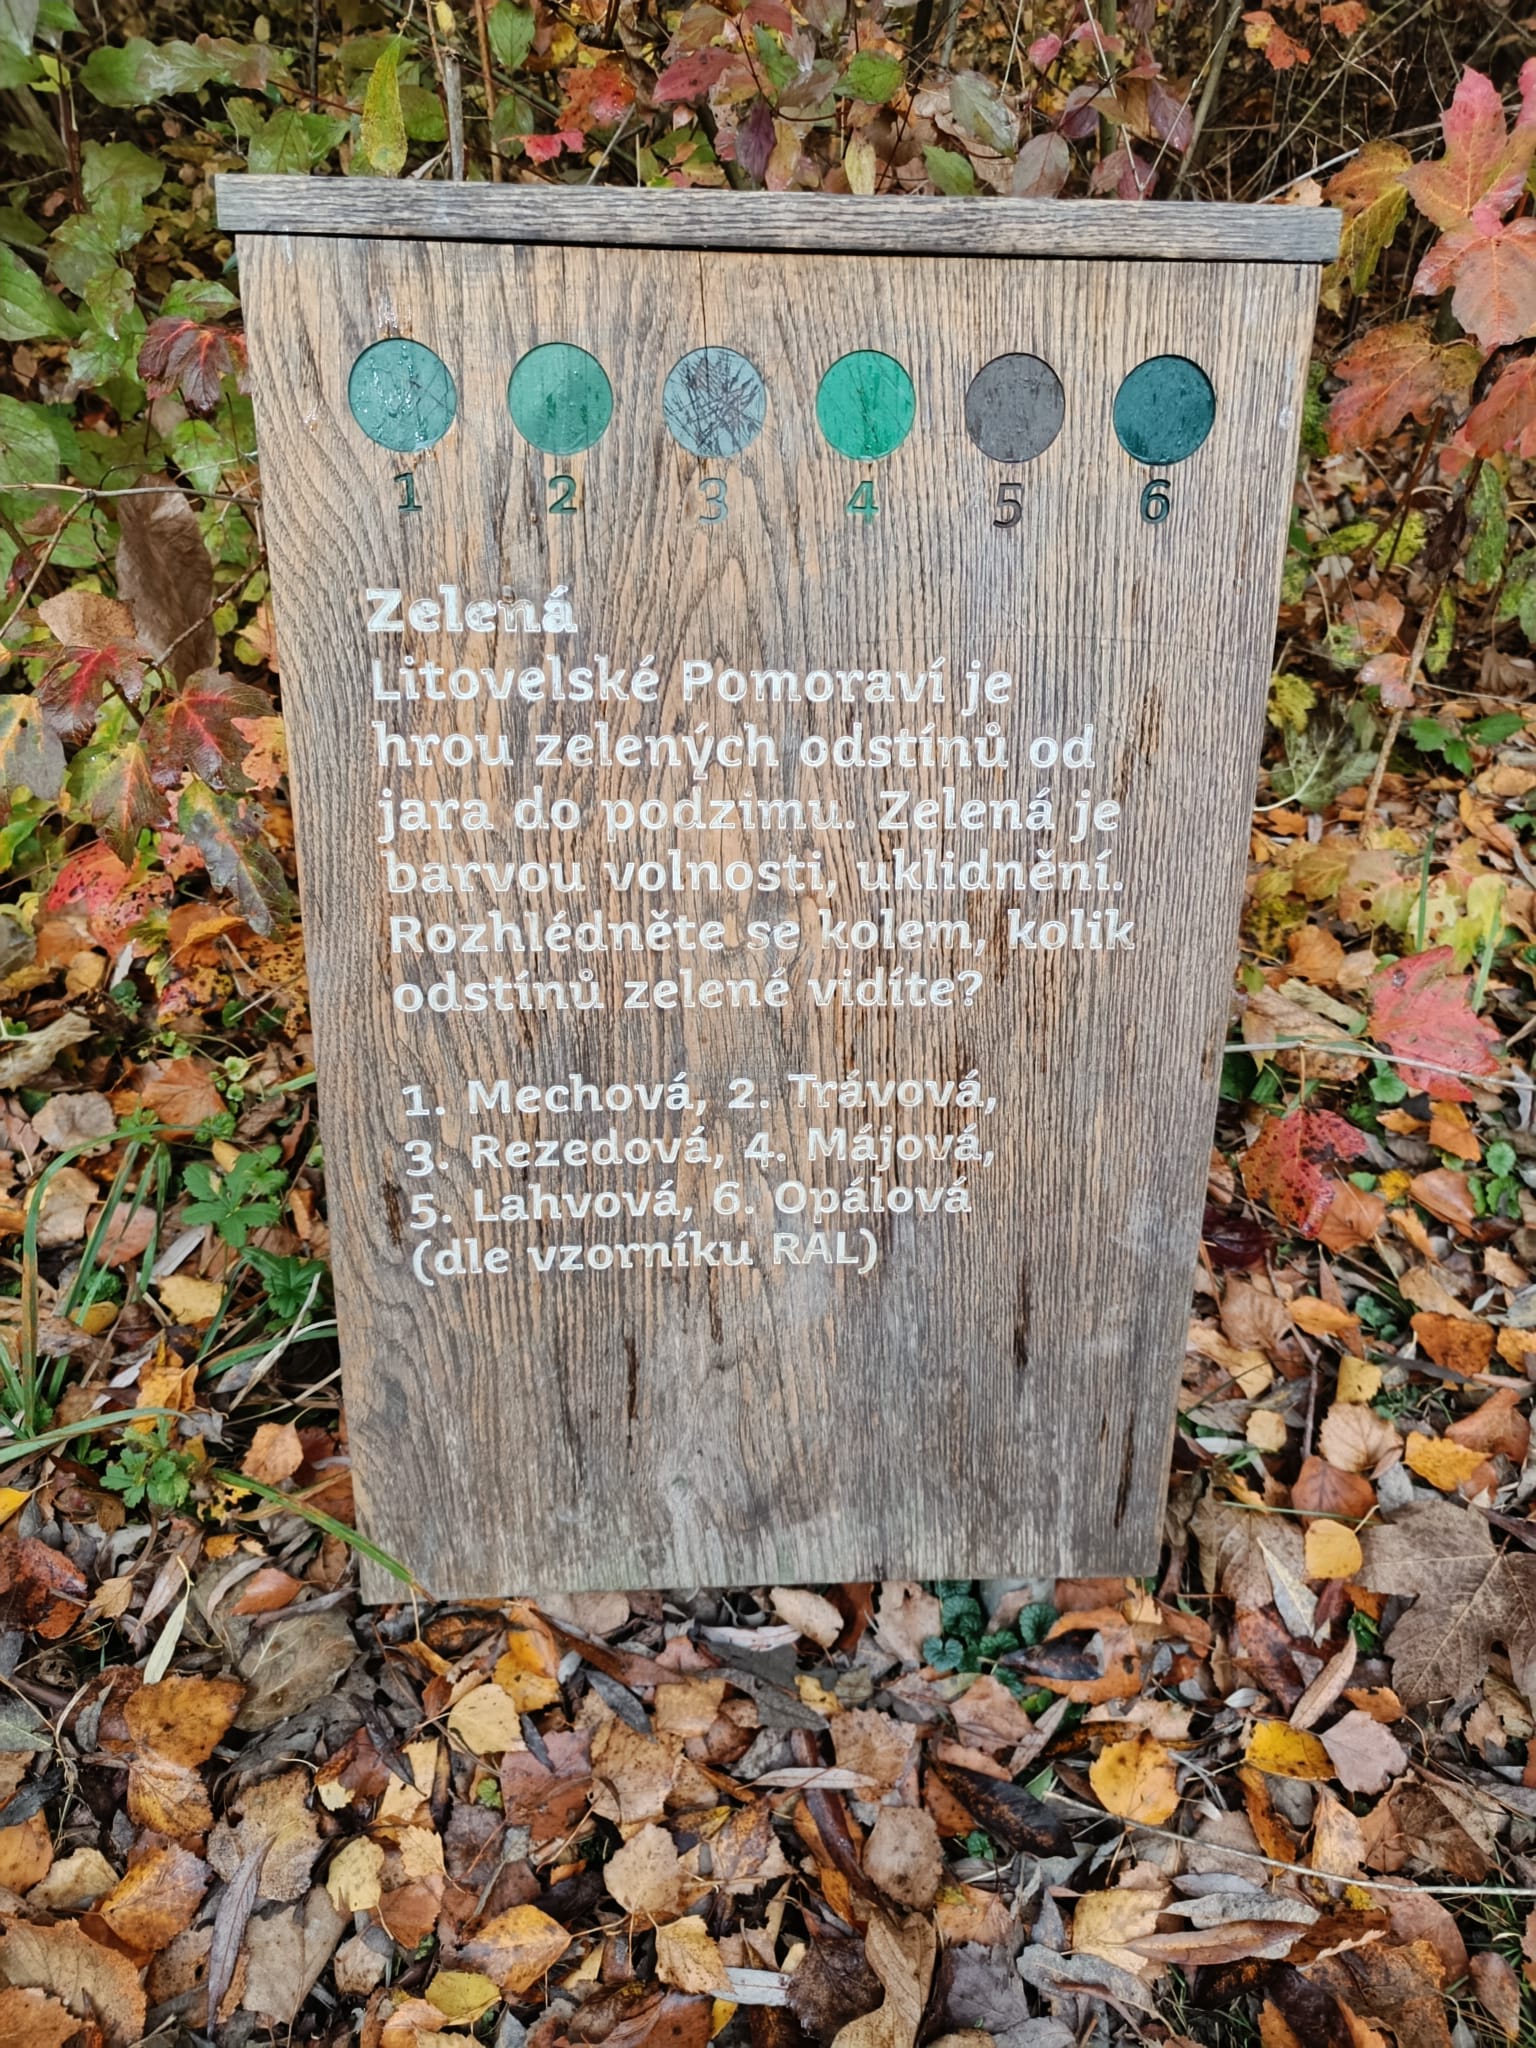 1 2 3 4 5 6
Zelená
Litovelské Pomoraví je
hrou zelených odstínů od
jara do podzimu. Zelená je
barvou volnosti, uklidnění.
Rozhlédněte se kolem, kolik
odstínů zelené vidíte?
1. Mechová, 2. Trávová,
3. Rezedová, 4. Májová,
5. Lahvová, 6. Opálová
(dle vzorníku RAL)